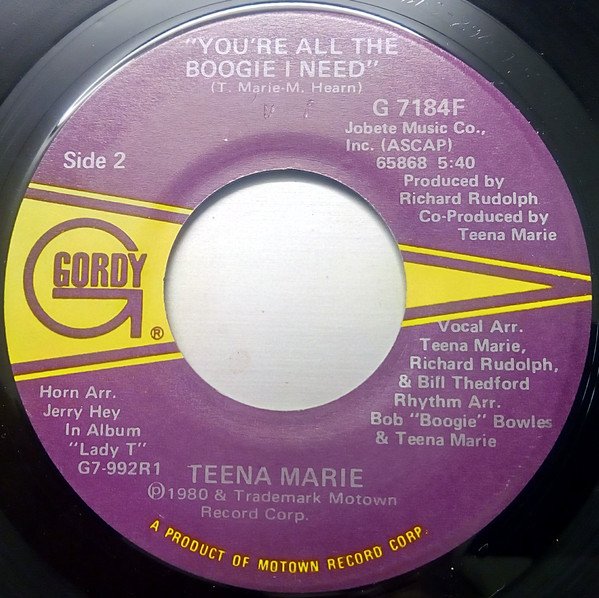 "YOU'RE ALL THE
BOOGIE I NEED"
(T. Marie-M. Hearn)
G 7184F
Jobete Music Co.,
Inc. (ASCAP)
65868 5:40
Produced by
Richard Rudolph
Co-Produced by
Teena Marie
Side 2
GORDY
®
Vocal Arr.
Teena Marie,
Richard Rudolph,
& Bill Thedford
Rhythm Arr.
Bob "Boogie" Bowles
& Teena Marie
Horn Arr.
Jerry Hey
In Album
"Lady T"
G7-992R1
TEENA MARIE
℗1980 & Trademark Motown
Record Corp.
A PRODUCT OF MOTOWN RECORD CORP.